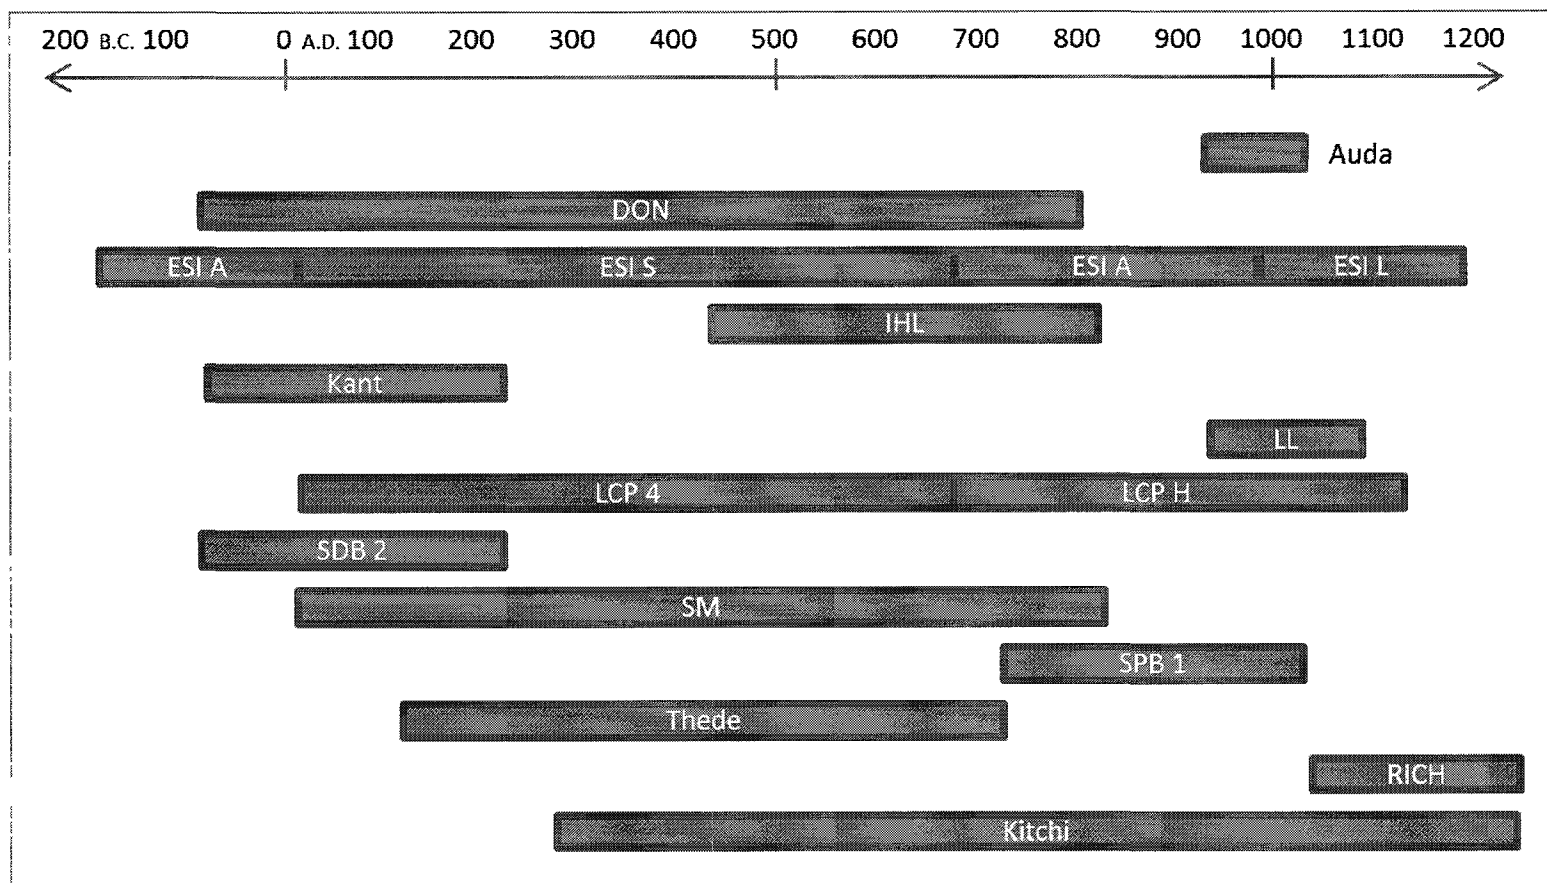 200 B.C. 100 0 A.D. 100 200 300 400 500 600 700 800 900 1000 1100 1200
Auda
DON
ESI A ESI S ESI A ESI L
IHL
Kant
LL
LCP 4 LCP H
SDB 2
SM
SPB 1
Thede
RICH
Kitchi